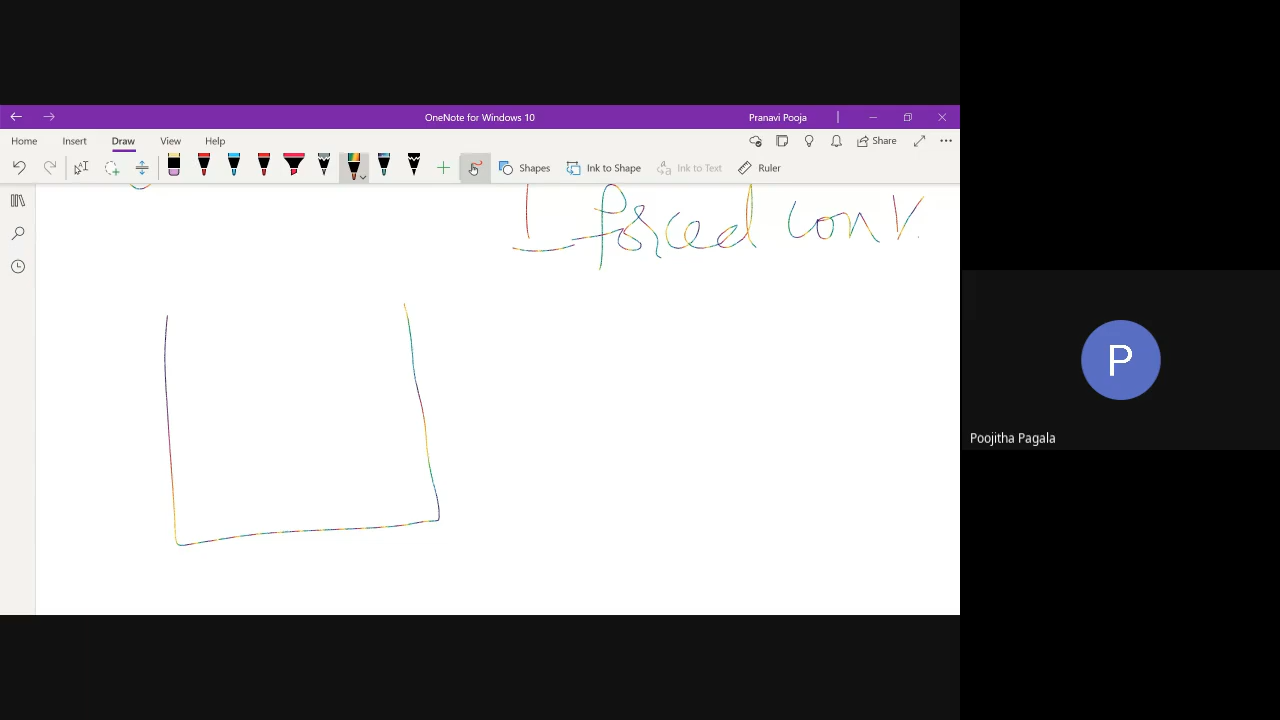 OneNote for Windows 10
Pranavi Pooja
Home Insert Draw View Help
Share
Shapes Ink to Shape Ink to Text Ruler
forced conv.
P
Poojitha Pagala